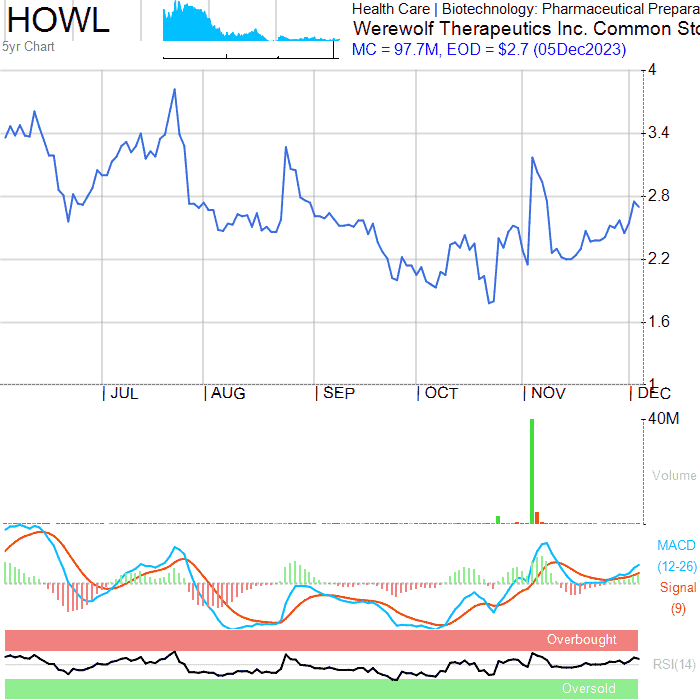 HOWL
5yr Chart
Health Care | Biotechnology: Pharmaceutical Prepara
Werewolf Therapeutics Inc. Common Sto
MC = 97.7M, EOD = $2.7 (05Dec2023)
4
3.4
2.8
2.2
1.6
1
| JUL
| AUG
| SEP
| OCT
| NOV
| DEC
40M
Volume
MACD
(12-26)
Signal
(9)
Overbought
RSI(14)
Oversold